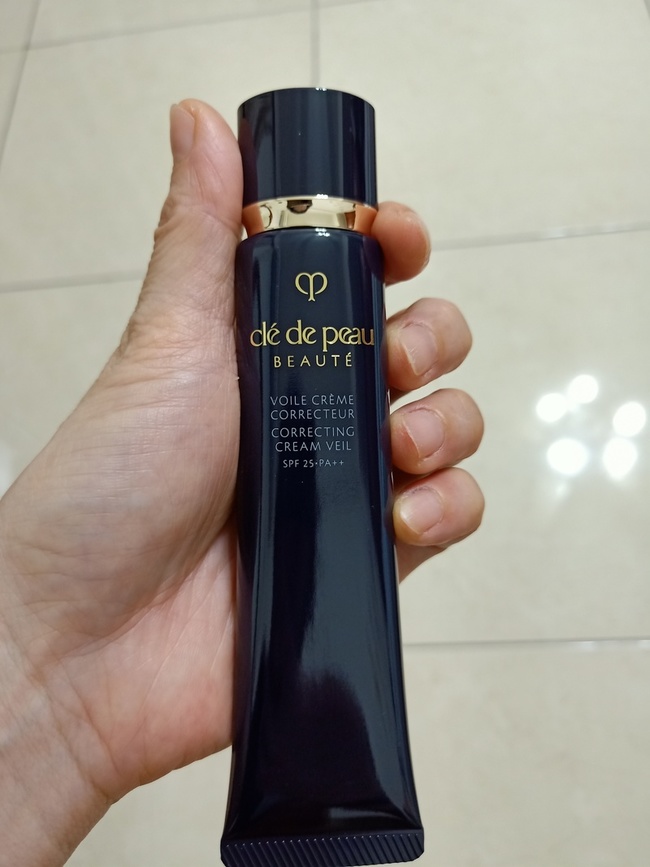 clé de peau
BEAUTÉ
VOILE CRÈME
CORRECTEUR
CORRECTING
CREAM VEIL
SPF 25·PA++